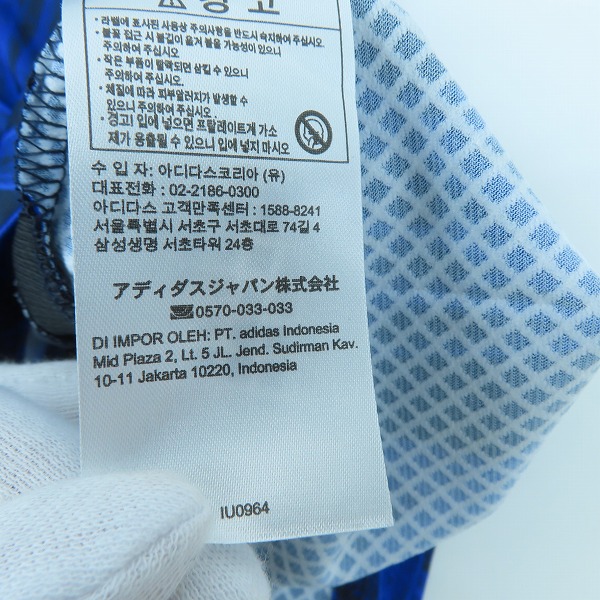 경고
• 라벨에 표시된 사용상 주의사항을 반드시 숙지하여 주십시오
• 불꽃 접근 시 불길이 옮겨 붙을 가능성이 있으니
주의하여 주십시오
• 작은 부품이 탈락되면 삼킬 수 있으니
주의하여 주십시오.
• 체질에 따라 피부알러지가 발생할 수
있으니 주의하여 주십시오
• 경고! 입에 넣으면 프탈레이트계 가소
제가 용출될 수 있으니 입에 넣지 마시오
수 입 자: 아디다스코리아 (유)
대표전화 : 02-2186-0300
아디다스 고객만족센터 : 1588-8241
서울특별시 서초구 서초대로 74길 4
삼성생명 서초타워 24층
アディダスジャパン株式会社
0570-033-033
DI IMPOR OLEH: PT. adidas Indonesia
Mid Plaza 2, Lt. 5 JL. Jend. Sudirman Kav.
10-11 Jakarta 10220, Indonesia
IU0964